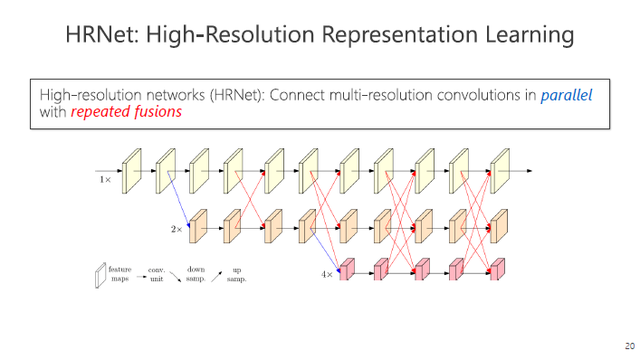 HRNet: High-Resolution Representation Learning
High-resolution networks (HRNet): Connect multi-resolution convolutions in parallel
with repeated fusions
1×
2×
4×
feature
maps
conv.
unit
down
samp.
up
samp.
20